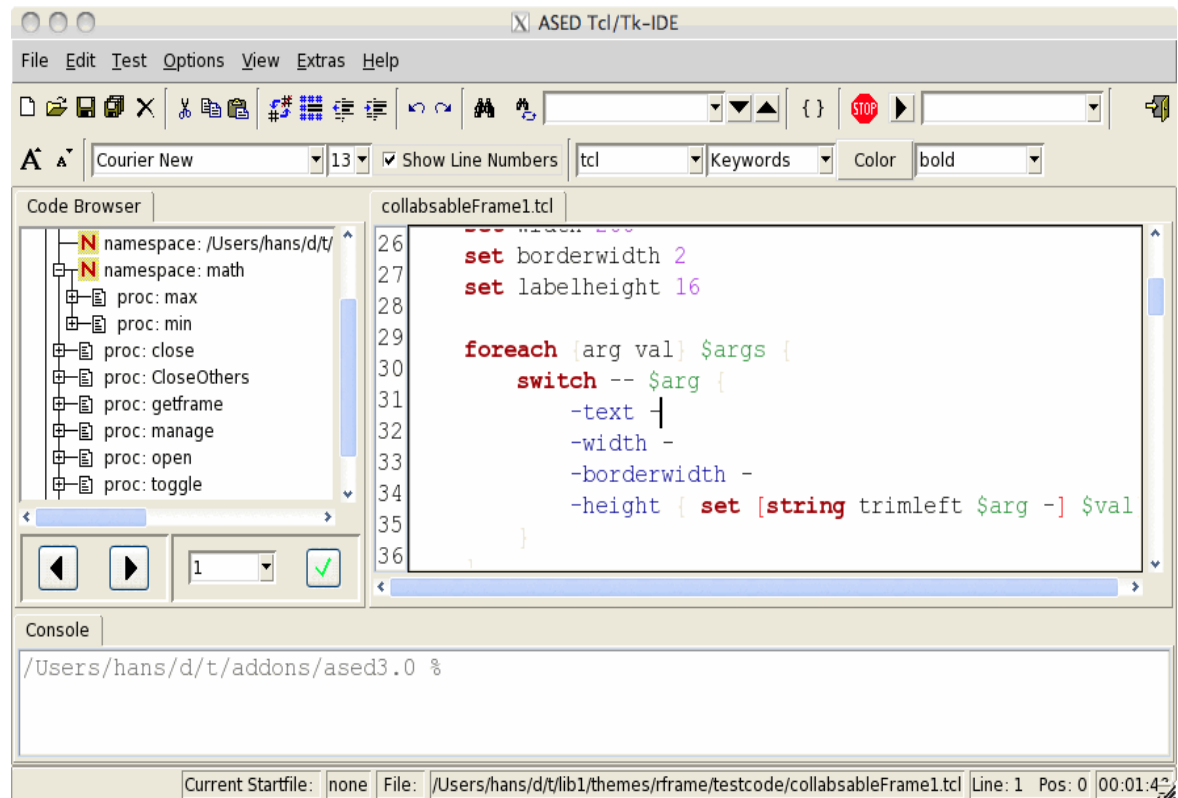 ASED Tcl/Tk-IDE
File Edit Test Options View Extras Help
{ } STOP
A A Courier New 13 Show Line Numbers tcl Keywords Color bold
Code Browser
N namespace: /Users/hans/d/t/
N namespace: math
proc: max
proc: min
proc: close
proc: CloseOthers
proc: getframe
proc: manage
proc: open
proc: toggle
1
collabsableFrame1.tcl
26
27 set borderwidth 2
28 set labelheight 16
29
30 foreach {arg val} $args {
31 switch -- $arg {
32 -text -
33 -width -
34 -borderwidth -
35 -height { set [string trimleft $arg -] $val
36 }
}
Console
/Users/hans/d/t/addons/ased3.0 %
Current Startfile: none File: /Users/hans/d/t/lib1/themes/rframe/testcode/collabsableFrame1.tcl Line: 1 Pos: 0